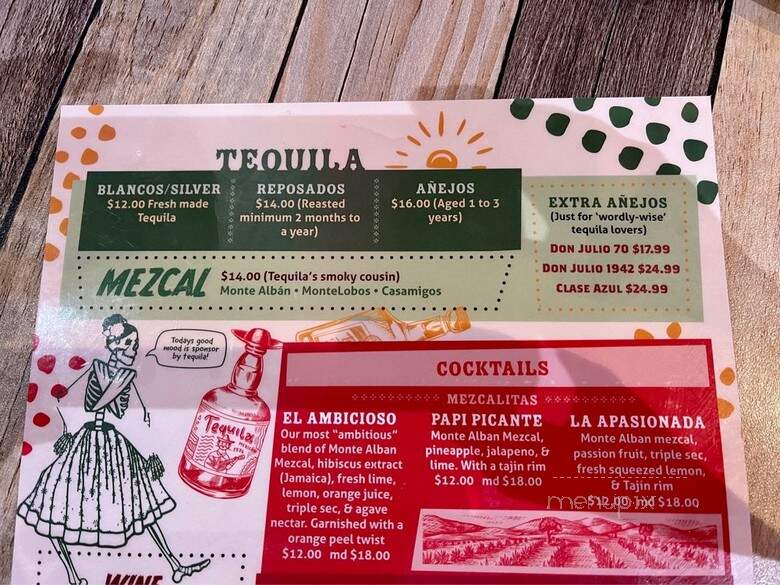 TEQUILA
BLANCOS/SILVER
$12.00 Fresh made
Tequila
REPOSADOS
$14.00 (Reasted
minimum 2 months to
a year)
AÑEJOS
$16.00 (Aged 1 to 3
years)
EXTRA AÑEJOS
(Just for 'wordly-wise'
tequila lovers)
DON JULIO 70 $17.99
DON JULIO 1942 $24.99
CLASE AZUL $24.99
MEZCAL
$14.00 (Tequila's smoky cousin)
Monte Albán • MonteLobos • Casamigos
Todays good
mood is sponsor
by tequila!
Tequila
COCKTAILS
MEZCALITAS
EL AMBICIOSO
Our most "ambitious"
blend of Monte Alban
Mezcal, hibiscus extract
(Jamaica), fresh lime,
lemon, orange juice,
triple sec, & agave
nectar. Garnished with a
orange peel twist
$12.00 md $18.00
PAPI PICANTE
Monte Alban Mezcal,
pineapple, jalapeno, &
lime. With a tajin rim
$12.00 md $18.00
LA APASIONADA
Monte Alban mezcal,
passion fruit, triple sec,
fresh squeezed lemon,
& Tajin rim
$12.00 md $18.00
WINE